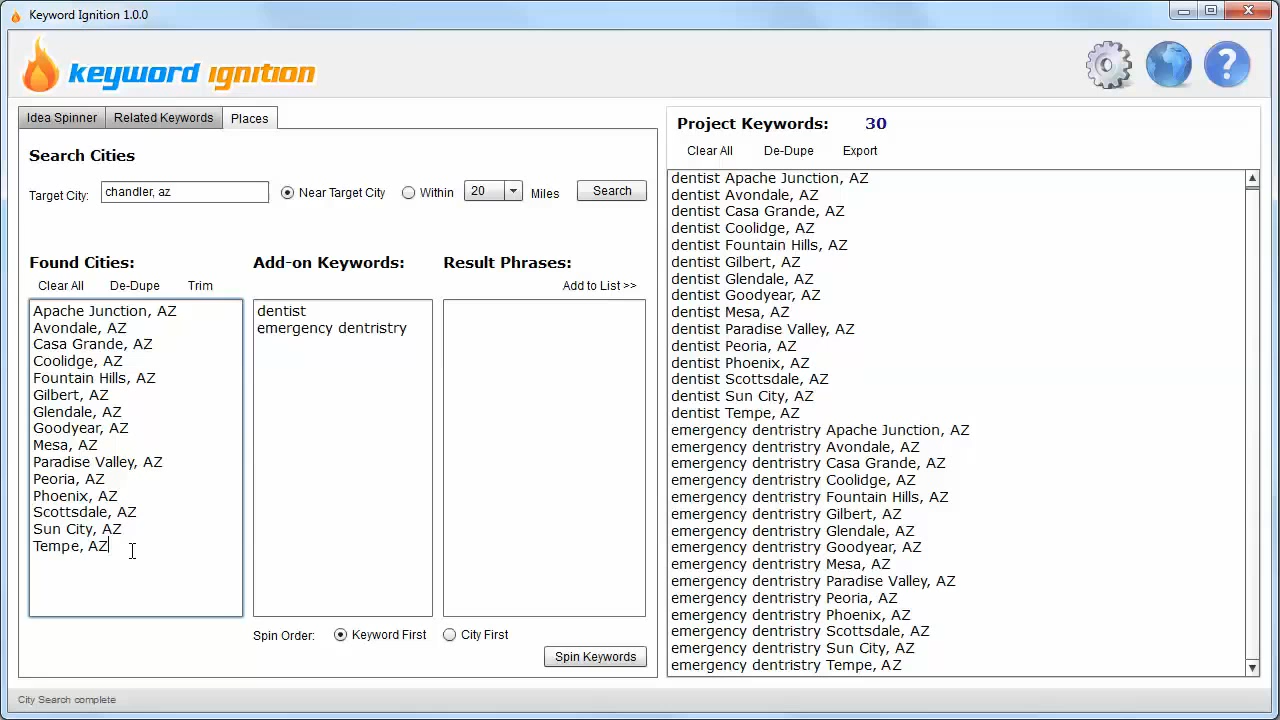 Keyword Ignition 1.0.0
keyword ignition
?
Idea Spinner
Related Keywords
Places
Search Cities
Target City: chandler, az Near Target City Within 20 Miles Search
Found Cities:
Clear All De-Dupe Trim
Apache Junction, AZ
Avondale, AZ
Casa Grande, AZ
Coolidge, AZ
Fountain Hills, AZ
Gilbert, AZ
Glendale, AZ
Goodyear, AZ
Mesa, AZ
Paradise Valley, AZ
Peoria, AZ
Phoenix, AZ
Scottsdale, AZ
Sun City, AZ
Tempe, AZ
Add-on Keywords:
dentist
emergency dentristry
Result Phrases:
Add to List >>
Spin Order: Keyword First City First
Spin Keywords
Project Keywords: 30
Clear All De-Dupe Export
dentist Apache Junction, AZ
dentist Avondale, AZ
dentist Casa Grande, AZ
dentist Coolidge, AZ
dentist Fountain Hills, AZ
dentist Gilbert, AZ
dentist Glendale, AZ
dentist Goodyear, AZ
dentist Mesa, AZ
dentist Paradise Valley, AZ
dentist Peoria, AZ
dentist Phoenix, AZ
dentist Scottsdale, AZ
dentist Sun City, AZ
dentist Tempe, AZ
emergency dentristry Apache Junction, AZ
emergency dentristry Avondale, AZ
emergency dentristry Casa Grande, AZ
emergency dentristry Coolidge, AZ
emergency dentristry Fountain Hills, AZ
emergency dentristry Gilbert, AZ
emergency dentristry Glendale, AZ
emergency dentristry Goodyear, AZ
emergency dentristry Mesa, AZ
emergency dentristry Paradise Valley, AZ
emergency dentristry Peoria, AZ
emergency dentristry Phoenix, AZ
emergency dentristry Scottsdale, AZ
emergency dentristry Sun City, AZ
emergency dentristry Tempe, AZ
City Search complete